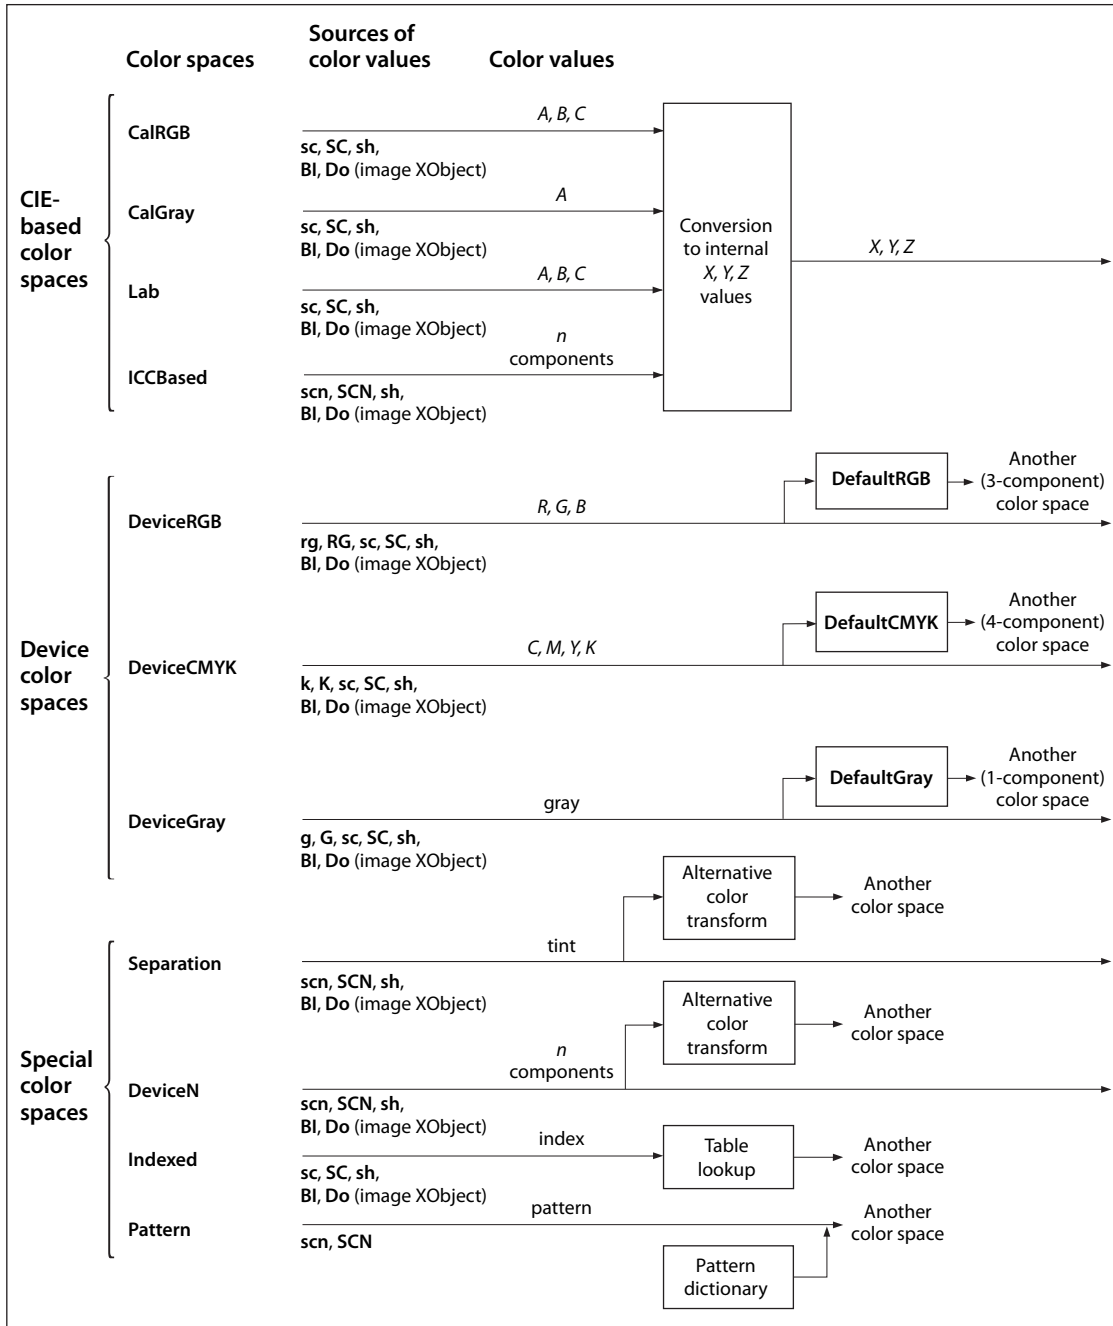 Sources of
Color spaces color values Color values
A, B, C
CalRGB
sc, SC, sh,
BI, Do (image XObject)
CIE-
based
color
spaces
A
CalGray
sc, SC, sh,
BI, Do (image XObject)
A, B, C
Lab
sc, SC, sh,
BI, Do (image XObject)
n
components
ICCBased
scn, SCN, sh,
BI, Do (image XObject)
Conversion
to internal
X, Y, Z
values
X, Y, Z
Device
color
spaces
R, G, B
DeviceRGB
rg, RG, sc, SC, sh,
BI, Do (image XObject)
DefaultRGB
Another
(3-component)
color space
C, M, Y, K
DeviceCMYK
k, K, sc, SC, sh,
BI, Do (image XObject)
DefaultCMYK
Another
(4-component)
color space
gray
DeviceGray
g, G, sc, SC, sh,
BI, Do (image XObject)
DefaultGray
Another
(1-component)
color space
Special
color
spaces
tint
Separation
scn, SCN, sh,
BI, Do (image XObject)
Alternative
color
transform
Another
color space
n
components
DeviceN
scn, SCN, sh,
BI, Do (image XObject)
Alternative
color
transform
Another
color space
index
Indexed
sc, SC, sh,
BI, Do (image XObject)
Table
lookup
Another
color space
pattern
Pattern
scn, SCN
Pattern
dictionary
Another
color space